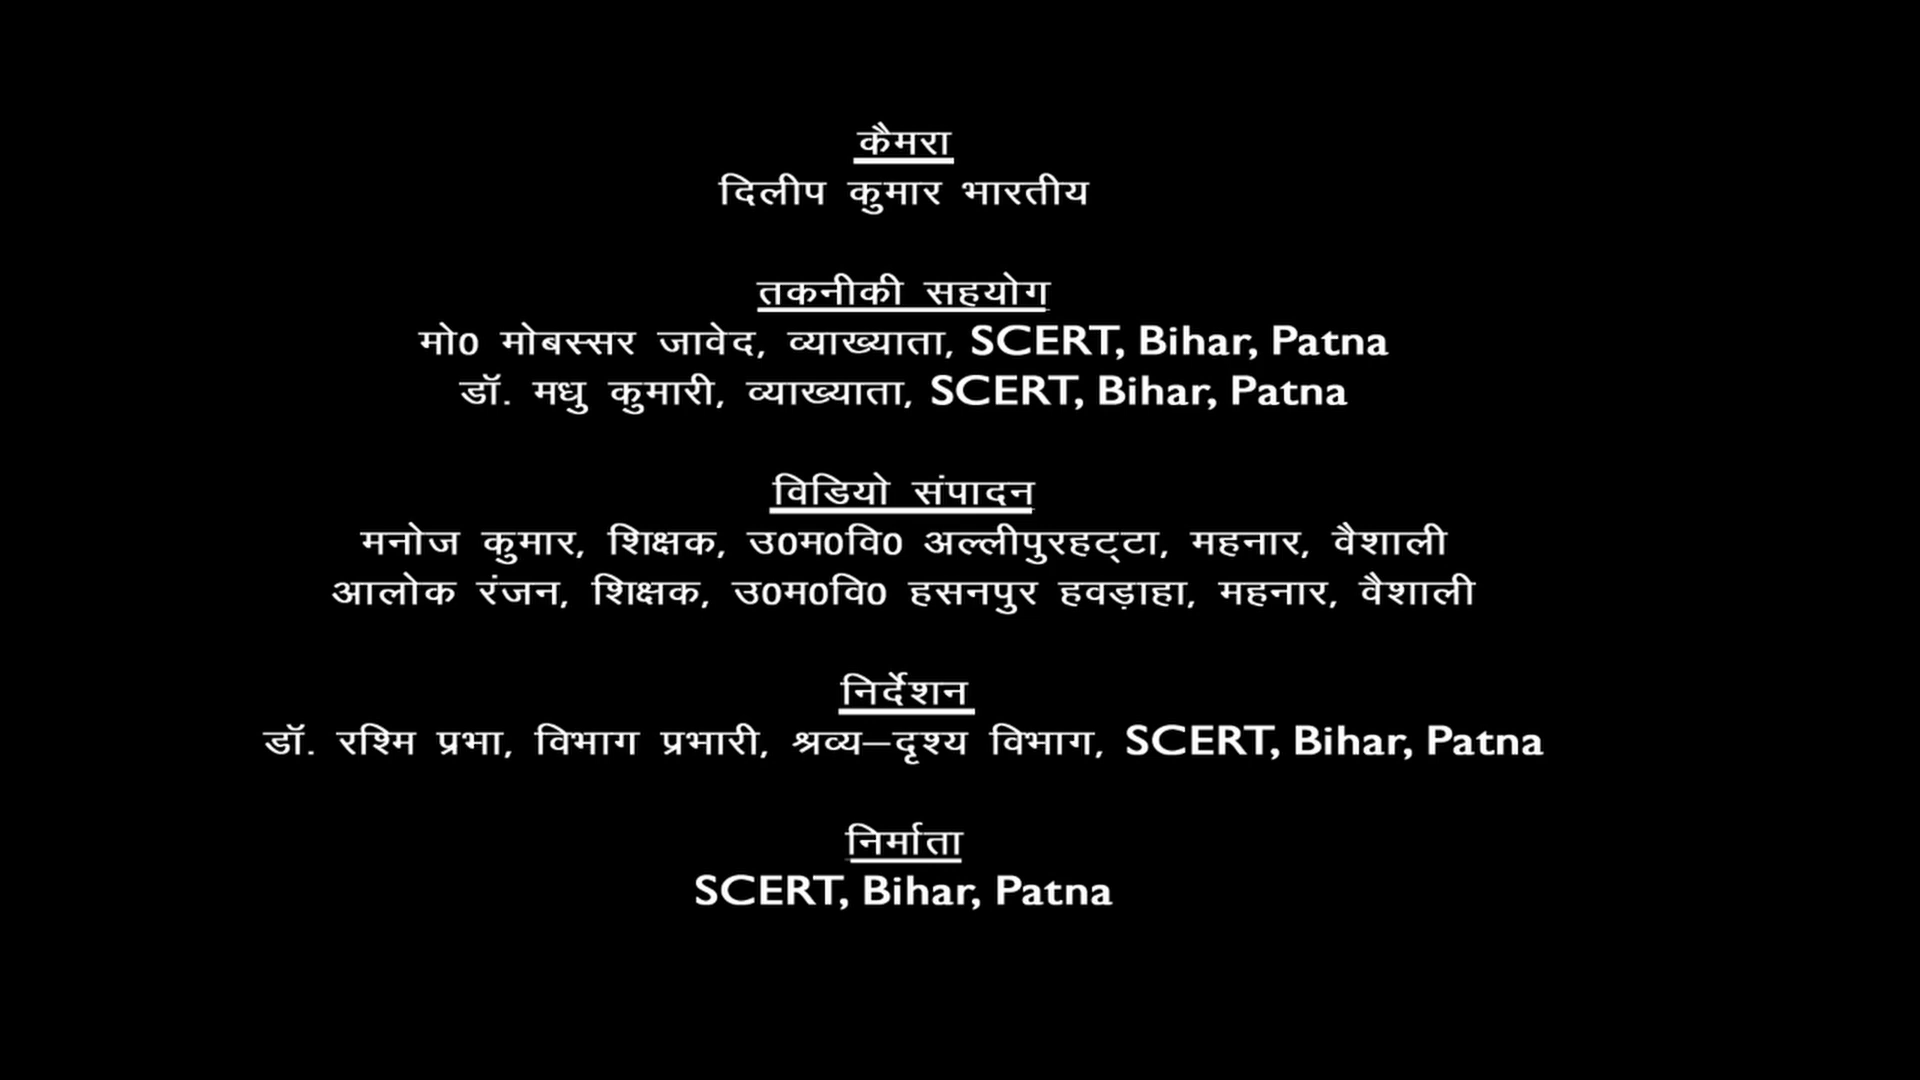 कैमरा
दिलीप कुमार भारतीय
तकनीकी सहयोग
मो0 मोबस्सर जावेद, व्याख्याता, SCERT, Bihar, Patna
डॉ. मधु कुमारी, व्याख्याता, SCERT, Bihar, Patna
विडियो संपादन
मनोज कुमार, शिक्षक, उ0म0वि0 अल्लीपुरहट्टा, महनार, वैशाली
आलोक रंजन, शिक्षक, उ0म0वि0 हसनपुर हवड़ाहा, महनार, वैशाली
निर्देशन
डॉ. रश्मि प्रभा, विभाग प्रभारी, श्रव्य–दृश्य विभाग, SCERT, Bihar, Patna
निर्माता
SCERT, Bihar, Patna